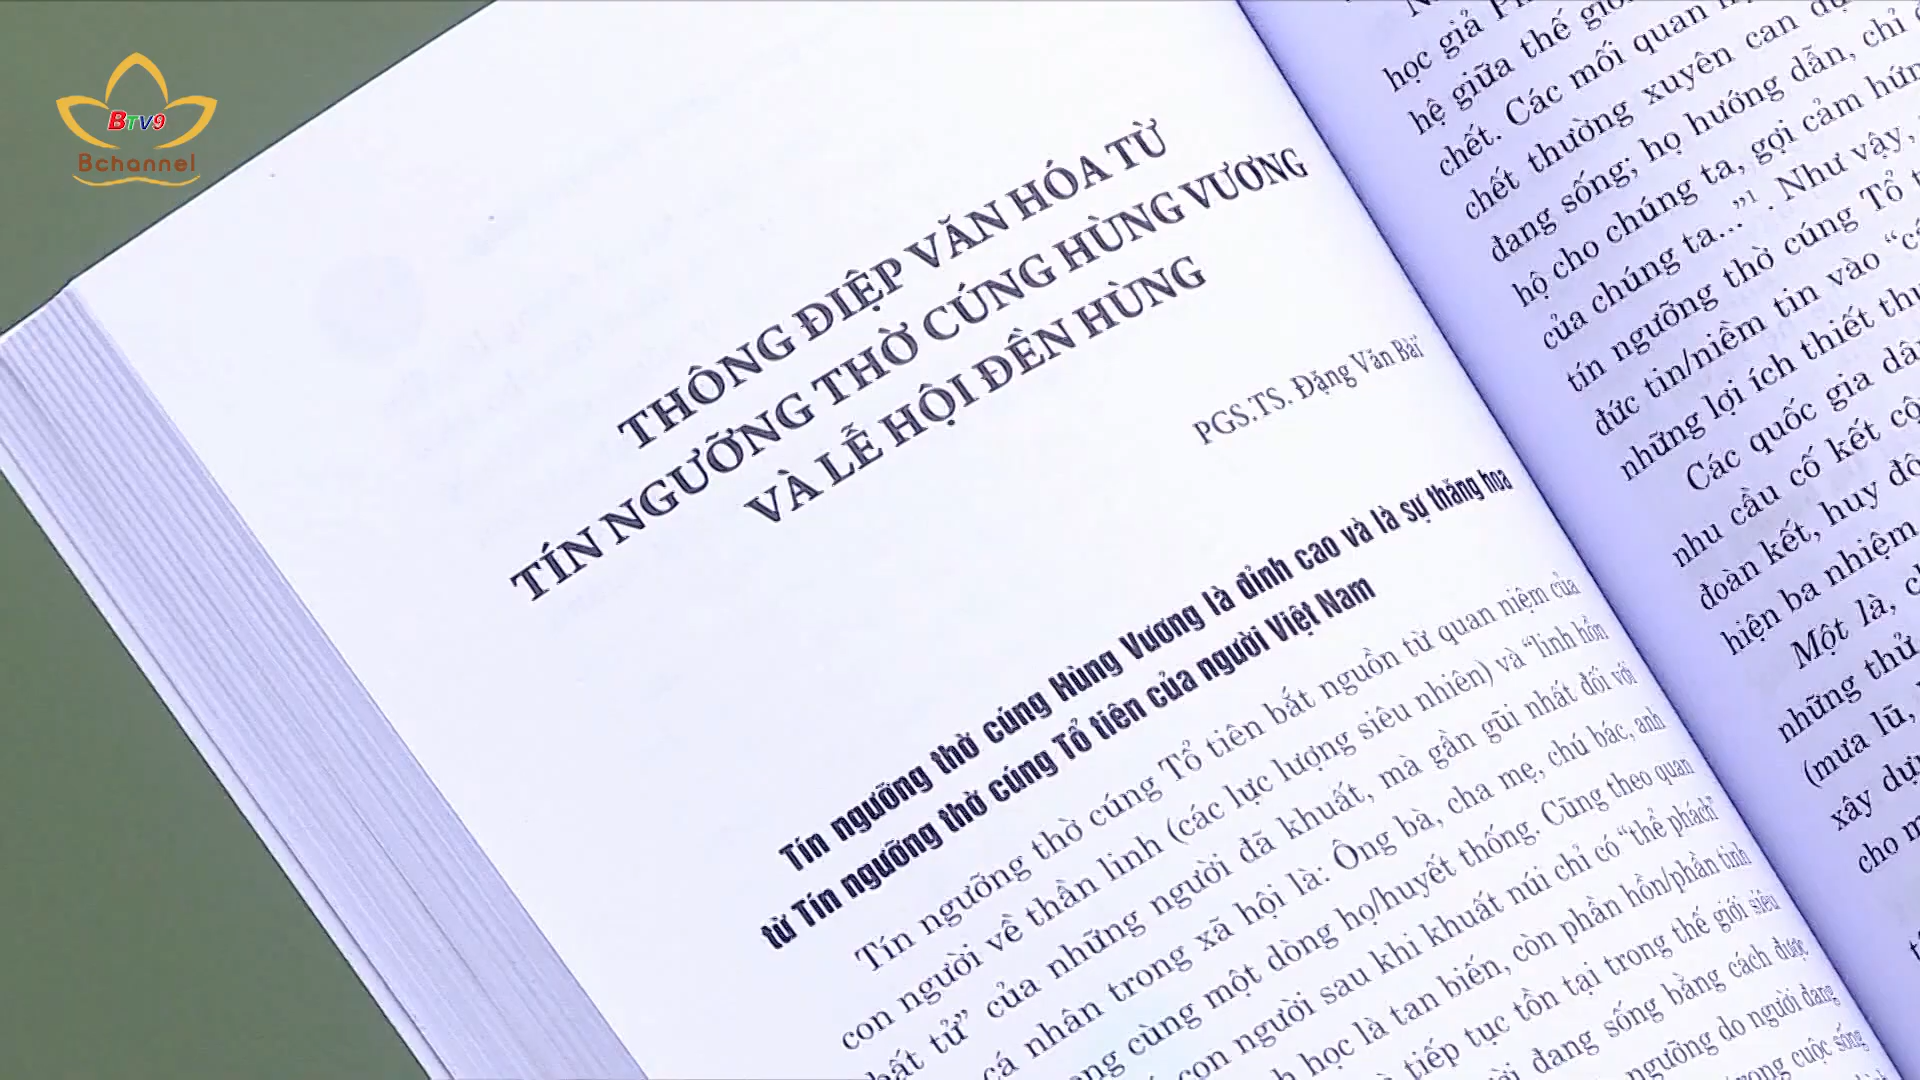 BTV9
Bchannel
THÔNG ĐIỆP VĂN HÓA TỪ
TÍN NGƯỠNG THỜ CÚNG HÙNG VƯƠNG
VÀ LỄ HỘI ĐỀN HÙNG
PGS.TS. Đặng Văn Bài
Tín ngưỡng thờ cúng Hùng Vương là đỉnh cao và là sự thăng hoa
từ Tín ngưỡng thờ cúng Tổ tiên của người Việt Nam
Tín ngưỡng thờ cúng Tổ tiên bắt nguồn từ quan niệm của
con người về thần linh (các lực lượng siêu nhiên) và “linh hồn
bất tử” của những người đã khuất, mà gần gũi nhất đối với
cá nhân trong xã hội là: Ông bà, cha mẹ, chú bác, anh
cùng một dòng họ/huyết thống. Cũng theo quan
con người sau khi khuất núi chỉ có “thể phách”
học là tan biến, còn phần hồn/phần tinh
tiếp tục tồn tại trong thế giới siêu
đang sống bằng cách được
ngưỡng do người đang
trong cuộc sống
học giả
hệ giữa thế giới
chết. Các mối quan
chết thường xuyên can
đang sống; họ hướng dẫn, chỉ
hộ cho chúng ta, gợi cảm hứng
của chúng ta...”1. Như vậy,
tín ngưỡng thờ cúng Tổ
đức tin/niềm tin vào
những lợi ích thiết
Các quốc gia
nhu cầu cố kết
đoàn kết, huy
hiện ba nhiệm
Một là,
những thử
(mưa lũ,
xây
cho